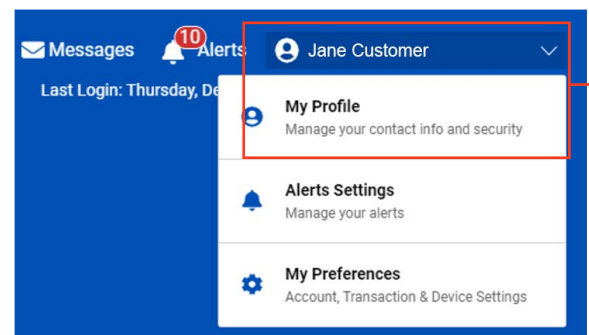 Messages 10 Alerts Jane Customer
Last Login: Thursday, De
My Profile
Manage your contact info and security
Alerts Settings
Manage your alerts
My Preferences
Account, Transaction & Device Settings